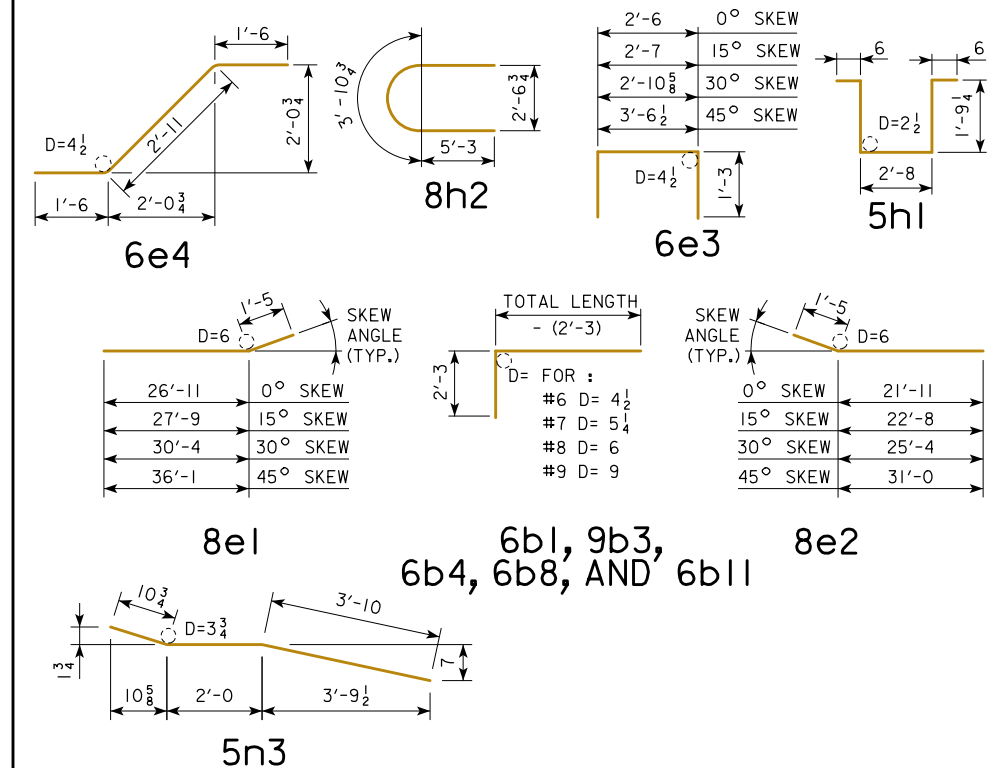 1'-6
D=4 1/2
2'-11
2'-0 3/4
1'-6
2'-0 3/4
6e4
3'-10 3/4
2'-6 3/4
5'-3
8h2
2'-6 0° SKEW
2'-7 15° SKEW
2'-10 5/8 30° SKEW
3'-6 1/2 45° SKEW
D=4 1/2
1'-3
6e3
6
6
D=2 1/2
1'-9 1/4
2'-8
5h1
1'-5
D=6
SKEW
ANGLE
(TYP.)
26'-11 0° SKEW
27'-9 15° SKEW
30'-4 30° SKEW
36'-1 45° SKEW
8e1
TOTAL LENGTH
- (2'-3)
2'-3
D= FOR :
#6 D= 4 1/2
#7 D= 5 1/4
#8 D= 6
#9 D= 9
6b1, 9b3,
6b4, 6b8, AND 6b11
1'-5
SKEW
ANGLE
(TYP.)
D=6
0° SKEW 21'-11
15° SKEW 22'-8
30° SKEW 25'-4
45° SKEW 31'-0
8e2
10 3/4
D=3 3/4
3'-10
1 3/4
7
10 5/8
2'-0
3'-9 1/2
5n3